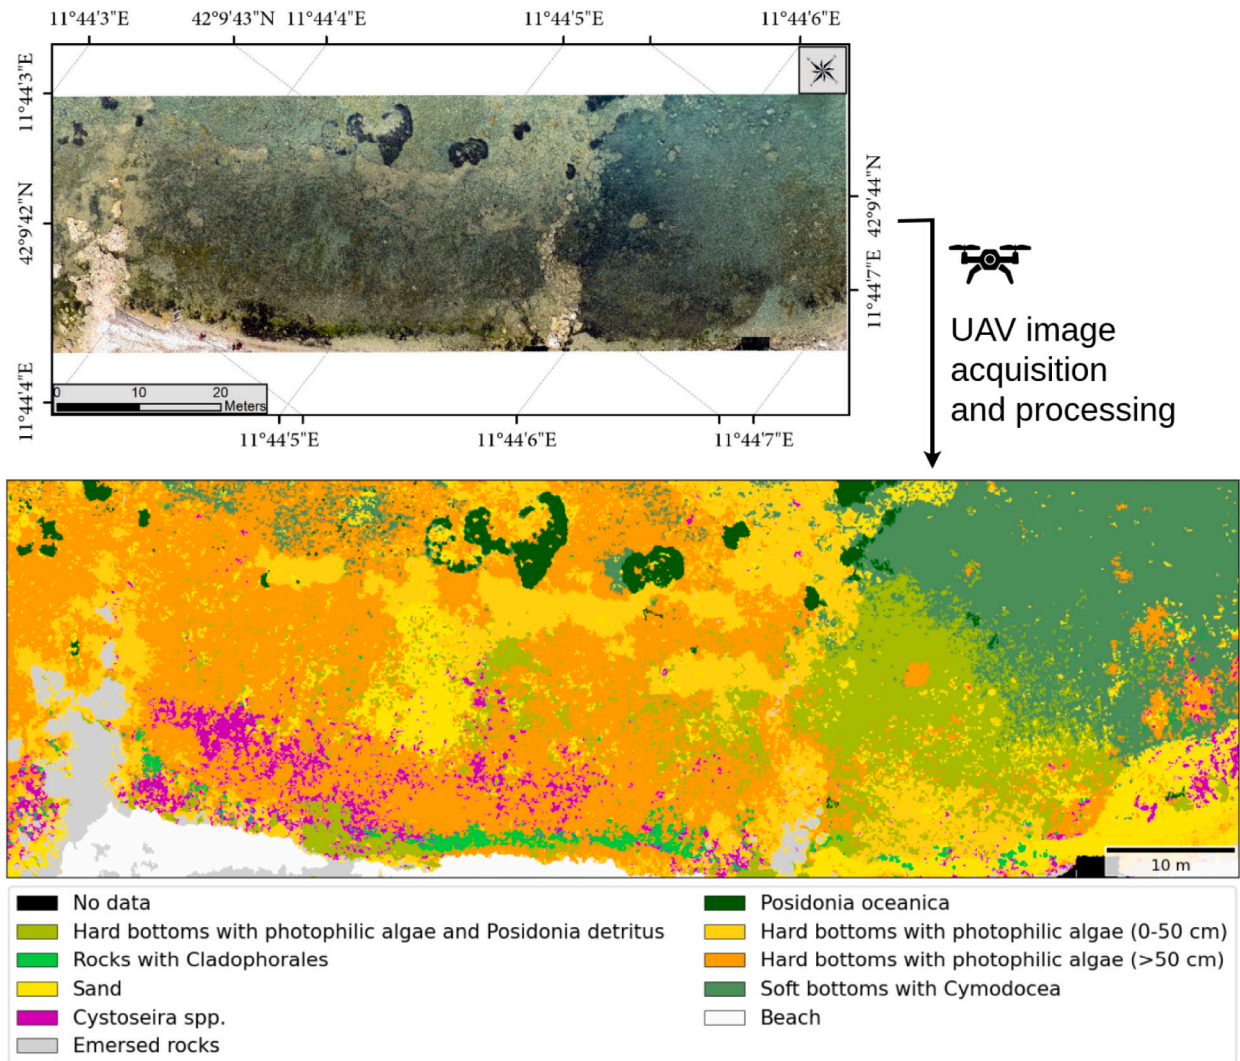 11°44'3"E 42°9'43"N 11°44'4"E 11°44'5"E 11°44'6"E
11°44'3"E
42°9'42"N
11°44'4"E
42°9'44"N
11°44'7"E
0 10 20
Meters
11°44'5"E 11°44'6"E 11°44'7"E
UAV image
acquisition
and processing
10 m
No data
Hard bottoms with photophilic algae and Posidonia detritus
Rocks with Cladophorales
Sand
Cystoseira spp.
Emersed rocks
Posidonia oceanica
Hard bottoms with photophilic algae (0-50 cm)
Hard bottoms with photophilic algae (>50 cm)
Soft bottoms with Cymodocea
Beach